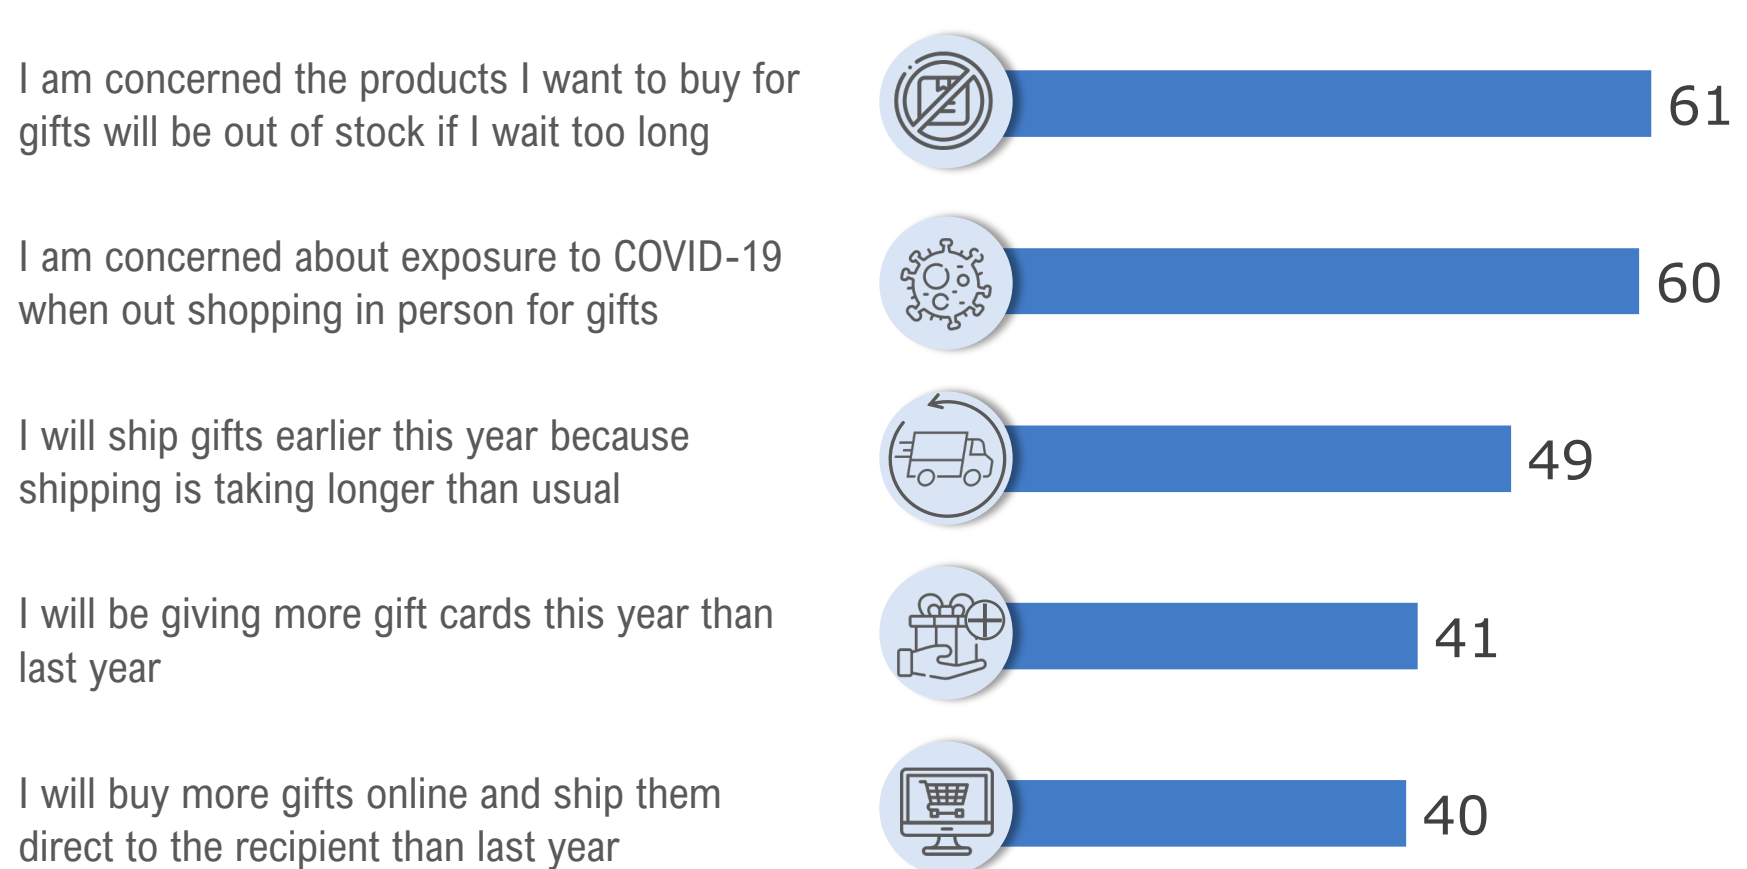 I am concerned the products I want to buy for
gifts will be out of stock if I wait too long
61
I am concerned about exposure to COVID-19
when out shopping in person for gifts
60
I will ship gifts earlier this year because
shipping is taking longer than usual
49
I will be giving more gift cards this year than
last year
41
I will buy more gifts online and ship them
direct to the recipient than last year
40